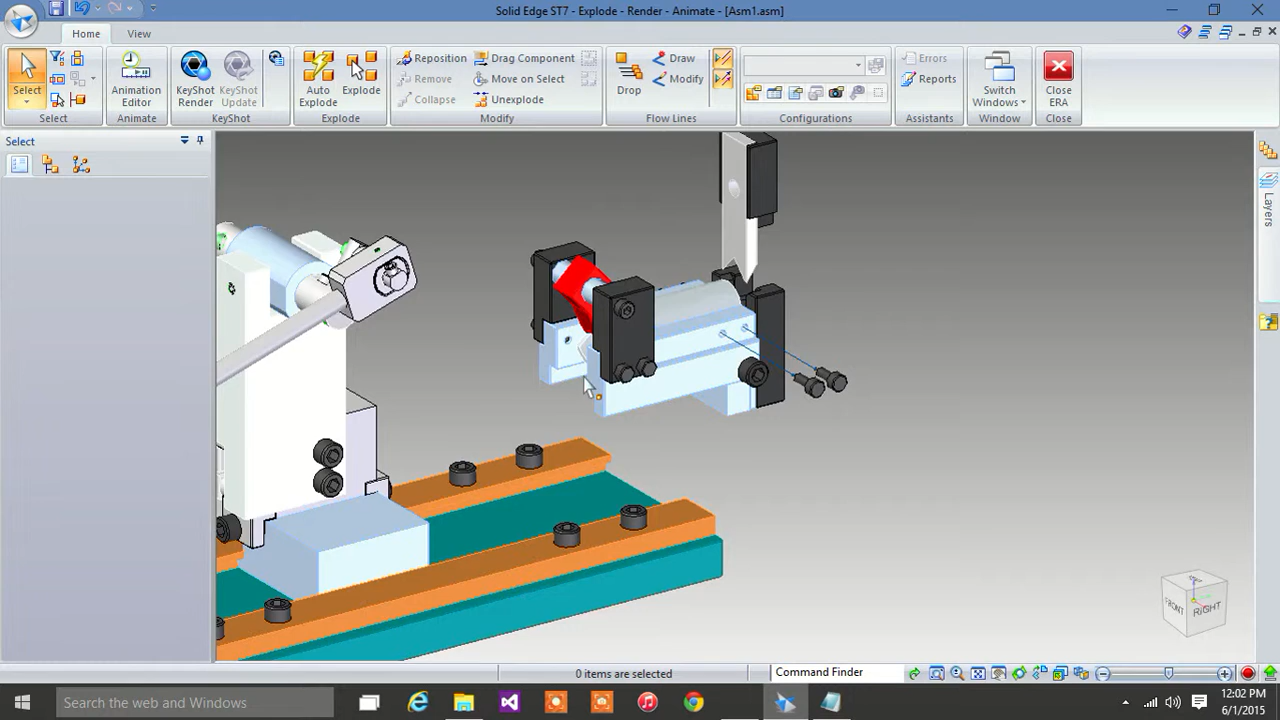 Solid Edge ST7 - Explode - Render - Animate - [Asm1.asm]
Home View
Select
Select
Animation Editor
Animate
KeyShot Render
KeyShot Update
KeyShot
Auto Explode
Explode
Explode
Reposition
Remove
Collapse
Drag Component
Move on Select
Unexplode
Modify
Drop
Draw
Modify
Flow Lines
Configurations
Errors
Reports
Assistants
Switch Windows
Window
Close ERA
Close
Select
Layers
FRONT RIGHT
0 items are selected
Command Finder
Search the web and Windows
12:02 PM
6/1/2015